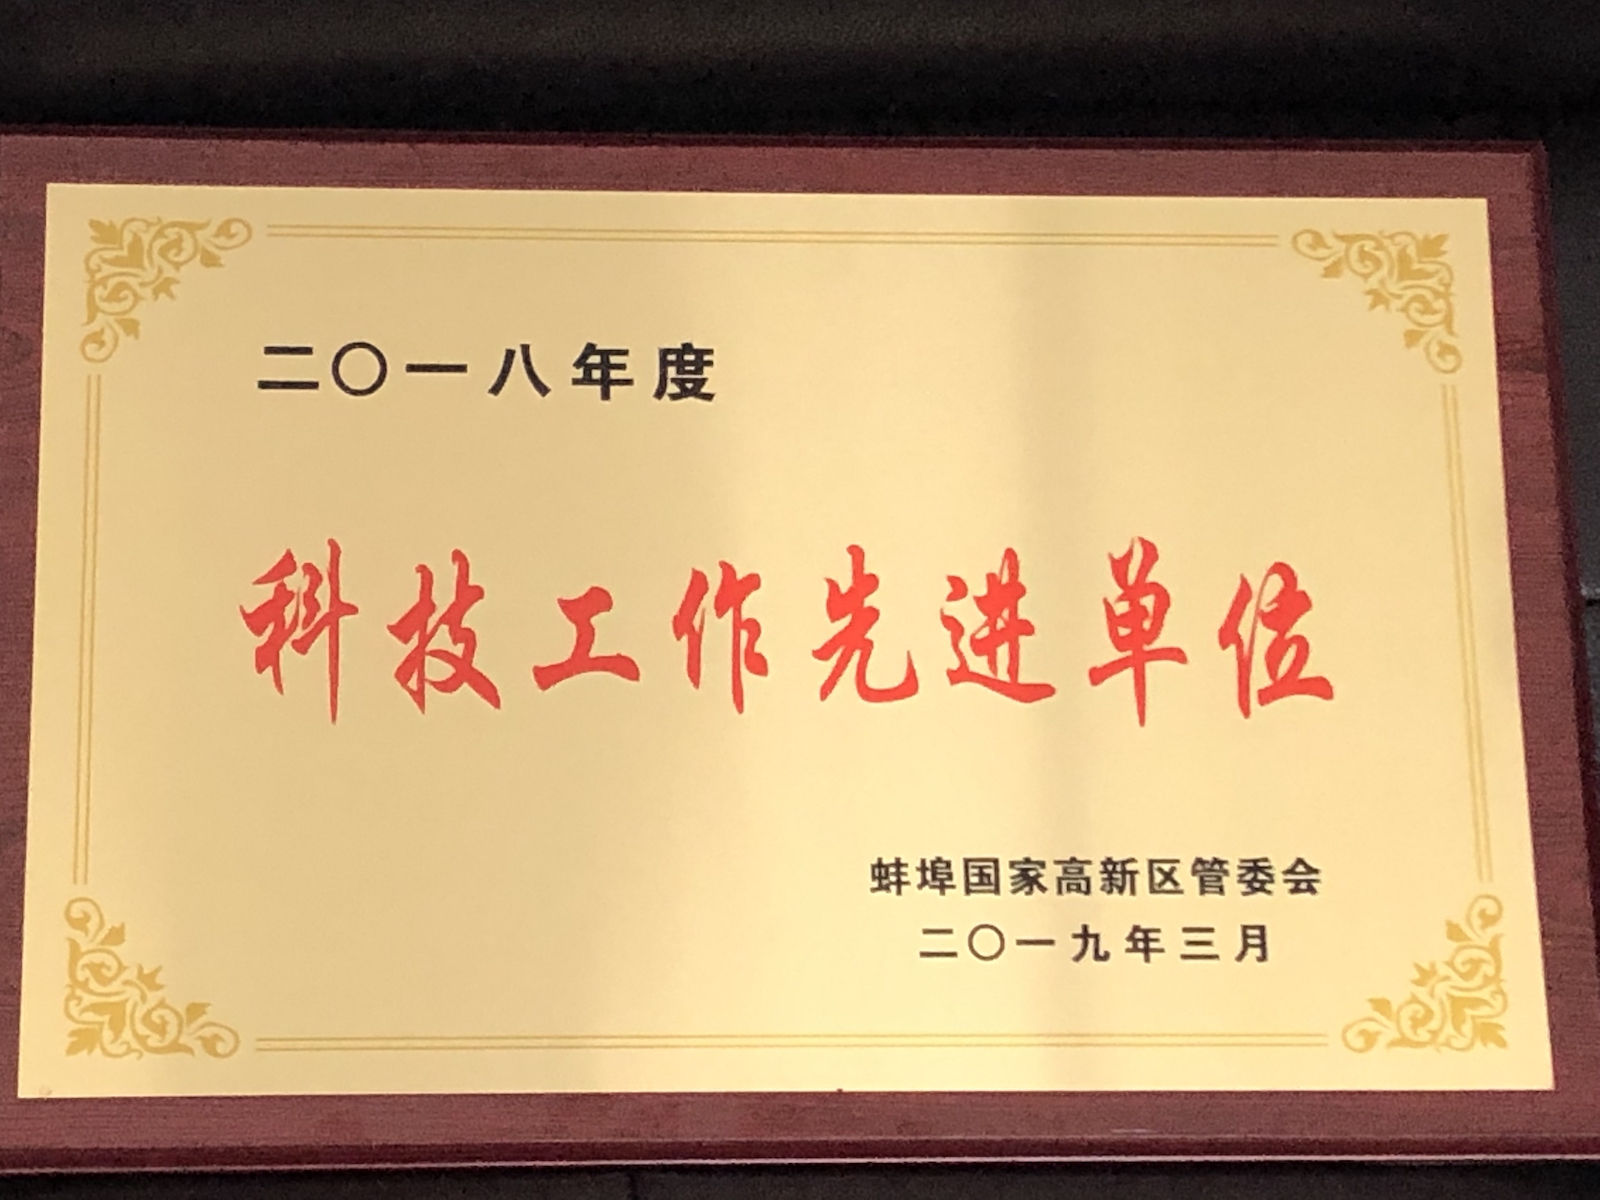 二〇一八年度
科技工作先进单位
蚌埠国家高新区管委会
二〇一九年三月